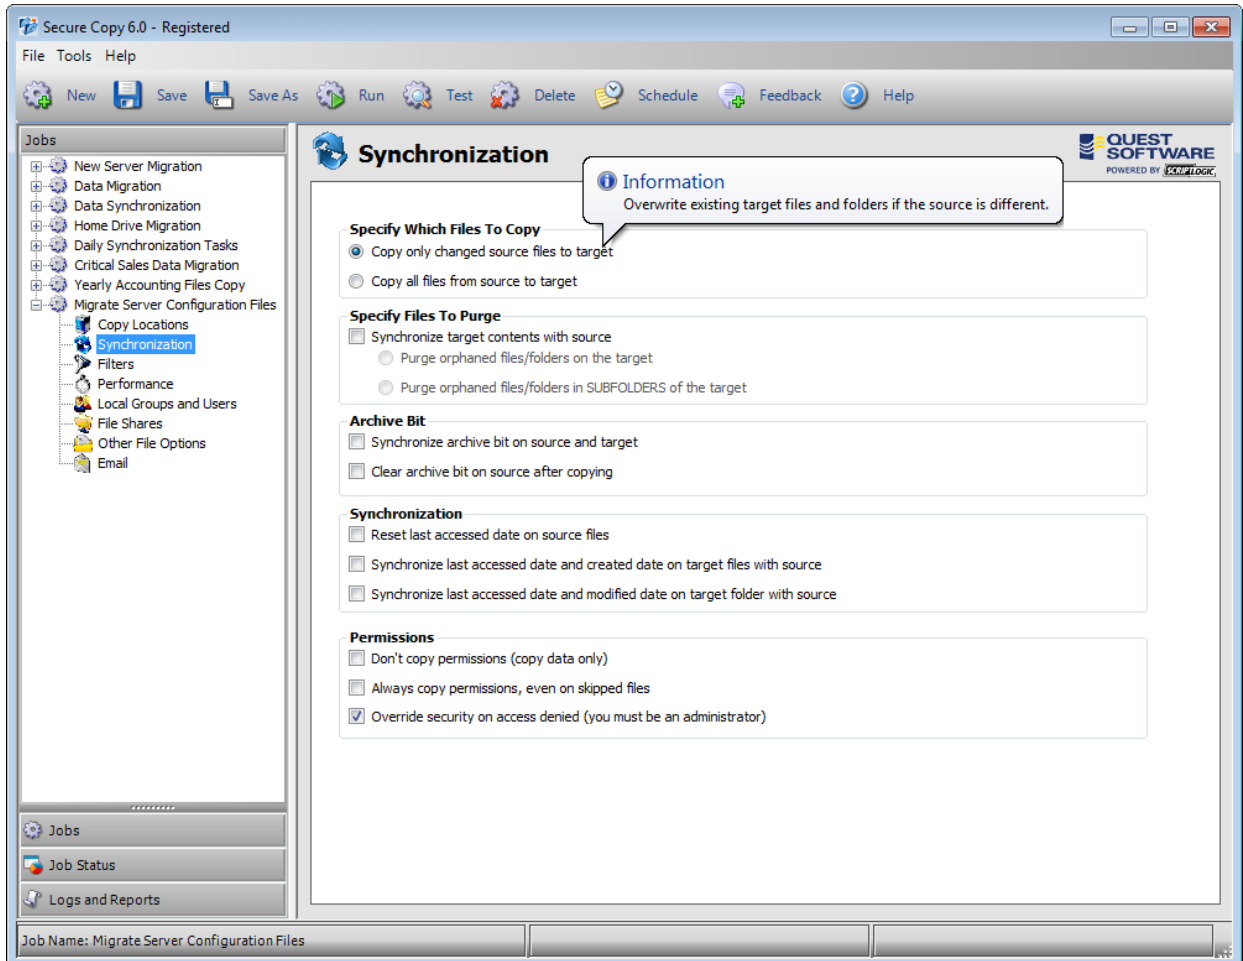 Secure Copy 6.0 - Registered
File Tools Help
New Save Save As Run Test Delete Schedule Feedback Help
Jobs
New Server Migration
Data Migration
Data Synchronization
Home Drive Migration
Daily Synchronization Tasks
Critical Sales Data Migration
Yearly Accounting Files Copy
Migrate Server Configuration Files
Copy Locations
Synchronization
Filters
Performance
Local Groups and Users
File Shares
Other File Options
Email
Jobs
Job Status
Logs and Reports
Synchronization
QUEST
SOFTWARE
POWERED BY SCRIPTLOGIC
Information
Overwrite existing target files and folders if the source is different.
Specify Which Files To Copy
Copy only changed source files to target
Copy all files from source to target
Specify Files To Purge
Synchronize target contents with source
Purge orphaned files/folders on the target
Purge orphaned files/folders in SUBFOLDERS of the target
Archive Bit
Synchronize archive bit on source and target
Clear archive bit on source after copying
Synchronization
Reset last accessed date on source files
Synchronize last accessed date and created date on target files with source
Synchronize last accessed date and modified date on target folder with source
Permissions
Don't copy permissions (copy data only)
Always copy permissions, even on skipped files
Override security on access denied (you must be an administrator)
Job Name: Migrate Server Configuration Files